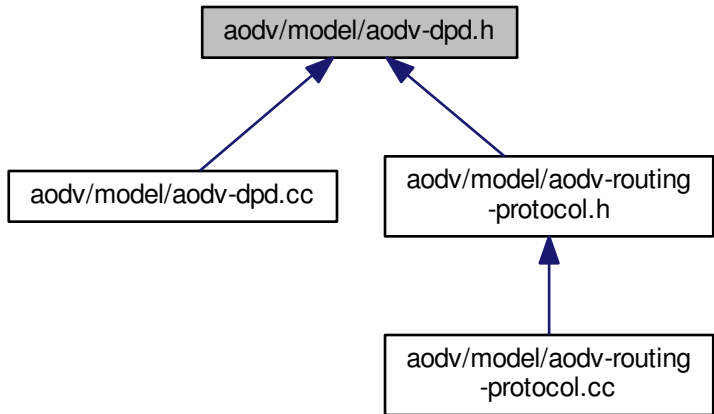 aodv/model/aodv-dpd.h
aodv/model/aodv-dpd.cc
aodv/model/aodv-routing
-protocol.h
aodv/model/aodv-routing
-protocol.cc